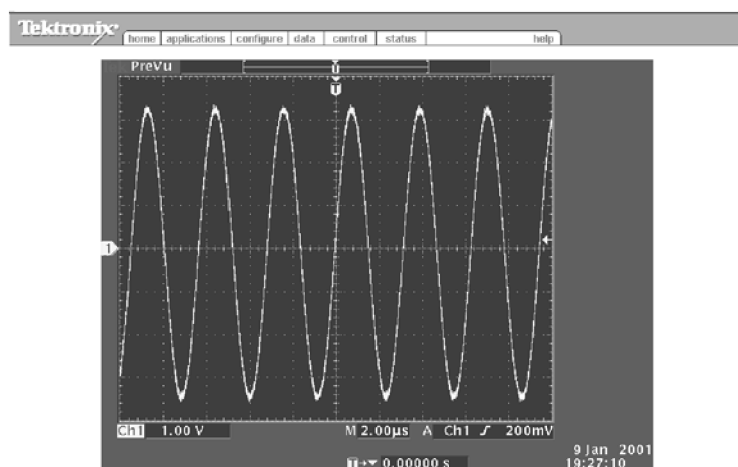 Tektronix
home applications configure data control status help
PreVu
U
T
1
Ch1 1.00 V M 2.00µs A Ch1 200mV
9 Jan 2001
T 0.00000 s 19:27:10